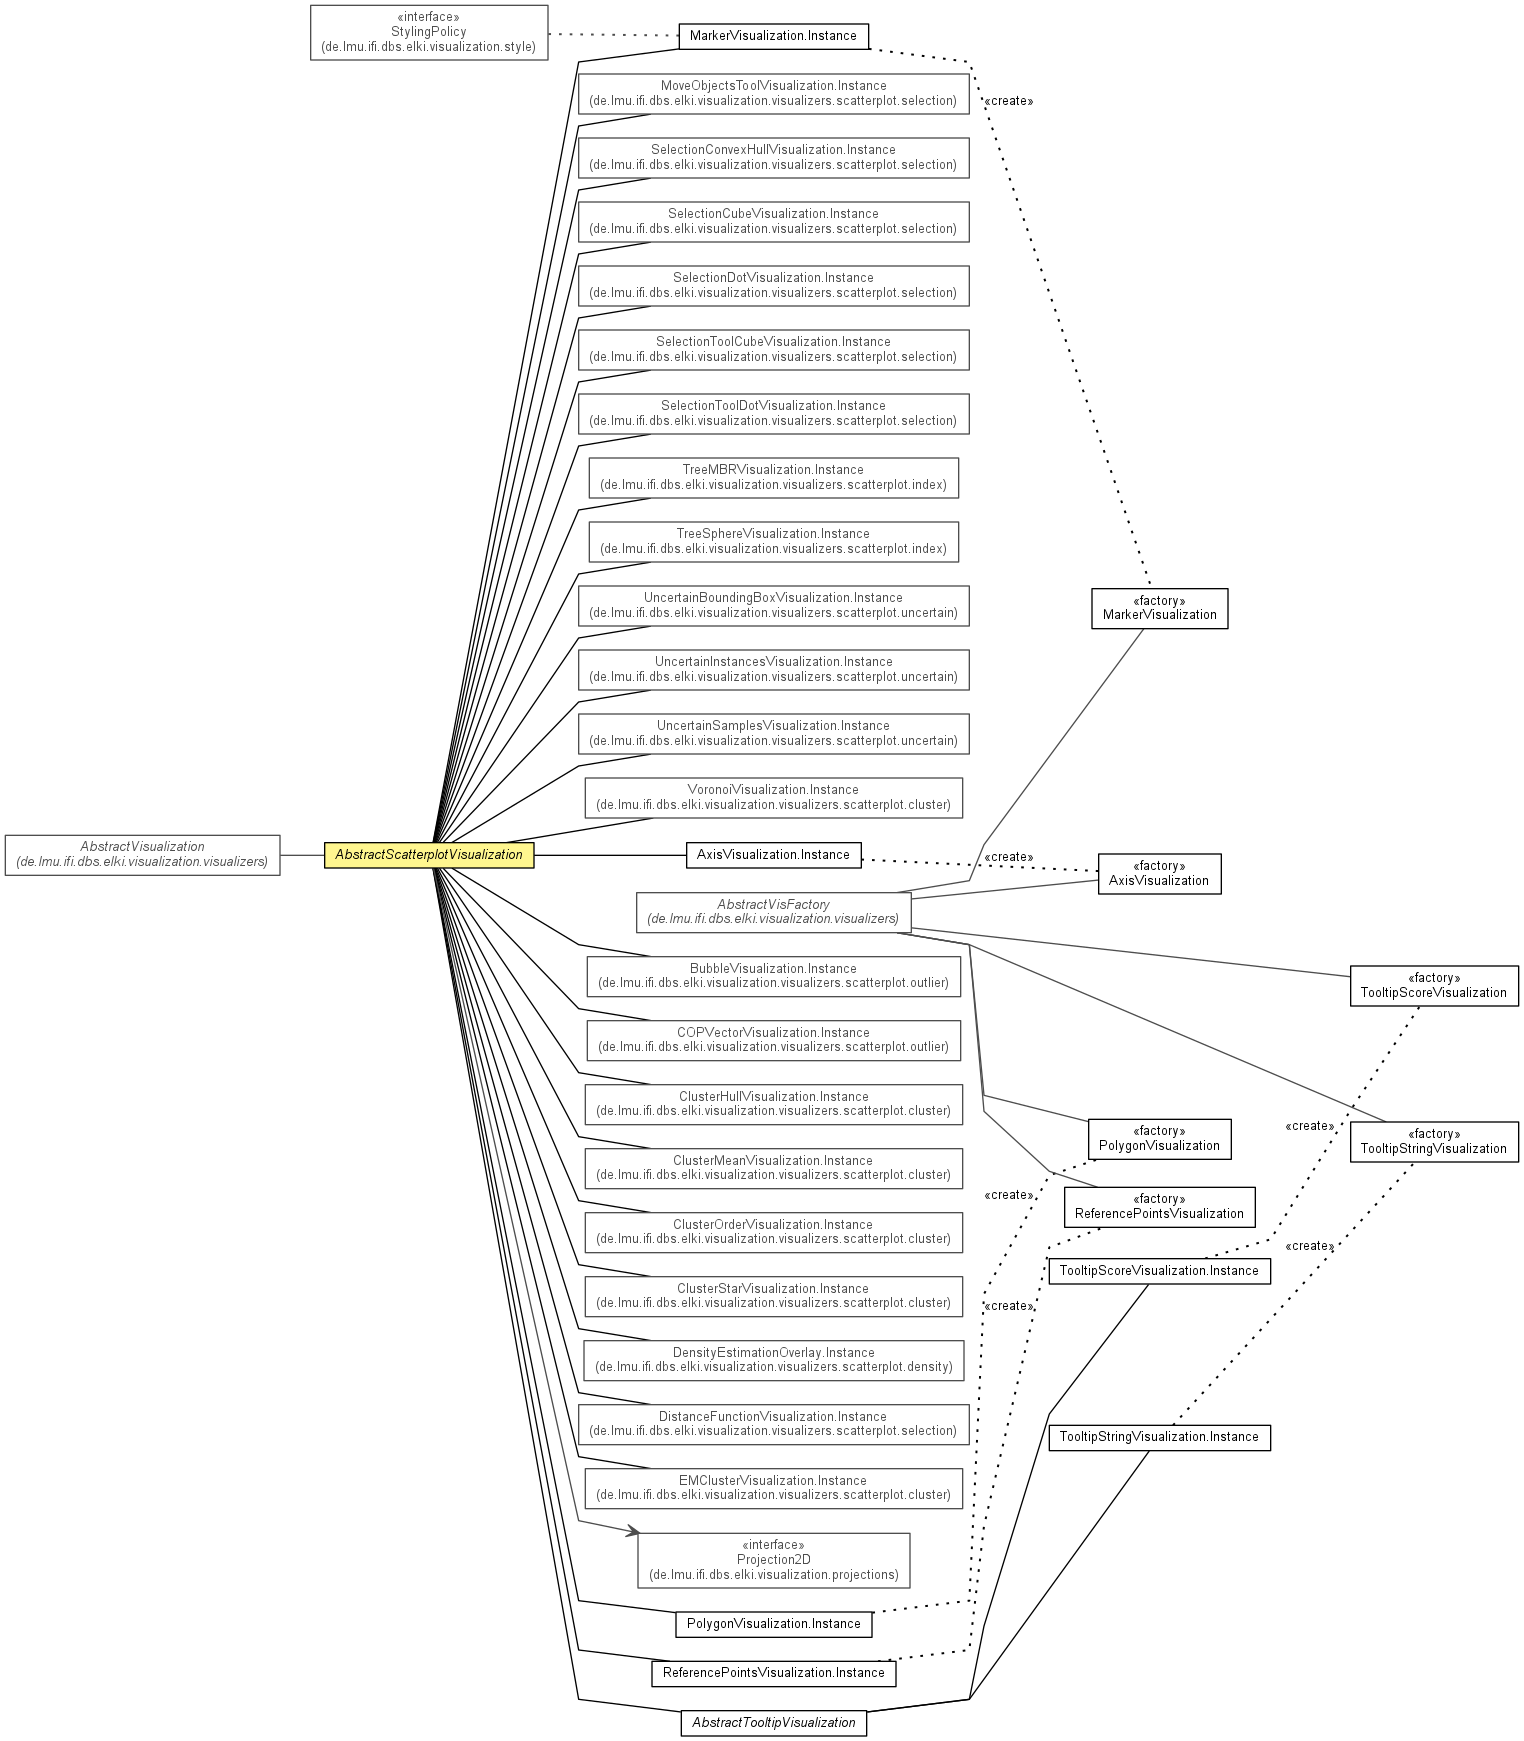 «interface»
StylingPolicy
(de.lmu.ifi.dbs.elki.visualization.style)
MarkerVisualization.Instance
MoveObjectsToolVisualization.Instance
(de.lmu.ifi.dbs.elki.visualization.visualizers.scatterplot.selection)
«create»
SelectionConvexHullVisualization.Instance
(de.lmu.ifi.dbs.elki.visualization.visualizers.scatterplot.selection)
SelectionCubeVisualization.Instance
(de.lmu.ifi.dbs.elki.visualization.visualizers.scatterplot.selection)
SelectionDotVisualization.Instance
(de.lmu.ifi.dbs.elki.visualization.visualizers.scatterplot.selection)
SelectionToolCubeVisualization.Instance
(de.lmu.ifi.dbs.elki.visualization.visualizers.scatterplot.selection)
SelectionToolDotVisualization.Instance
(de.lmu.ifi.dbs.elki.visualization.visualizers.scatterplot.selection)
TreeMBRVisualization.Instance
(de.lmu.ifi.dbs.elki.visualization.visualizers.scatterplot.index)
TreeSphereVisualization.Instance
(de.lmu.ifi.dbs.elki.visualization.visualizers.scatterplot.index)
UncertainBoundingBoxVisualization.Instance
(de.lmu.ifi.dbs.elki.visualization.visualizers.scatterplot.uncertain)
«factory»
MarkerVisualization
UncertainInstancesVisualization.Instance
(de.lmu.ifi.dbs.elki.visualization.visualizers.scatterplot.uncertain)
UncertainSamplesVisualization.Instance
(de.lmu.ifi.dbs.elki.visualization.visualizers.scatterplot.uncertain)
VoronoiVisualization.Instance
(de.lmu.ifi.dbs.elki.visualization.visualizers.scatterplot.cluster)
AbstractVisualization
(de.lmu.ifi.dbs.elki.visualization.visualizers)
AbstractScatterplotVisualization
AxisVisualization.Instance
«create»
«factory»
AxisVisualization
AbstractVisFactory
(de.lmu.ifi.dbs.elki.visualization.visualizers)
BubbleVisualization.Instance
(de.lmu.ifi.dbs.elki.visualization.visualizers.scatterplot.outlier)
«factory»
TooltipScoreVisualization
COPVectorVisualization.Instance
(de.lmu.ifi.dbs.elki.visualization.visualizers.scatterplot.outlier)
ClusterHullVisualization.Instance
(de.lmu.ifi.dbs.elki.visualization.visualizers.scatterplot.cluster)
«factory»
PolygonVisualization
«create»
«factory»
TooltipStringVisualization
ClusterMeanVisualization.Instance
(de.lmu.ifi.dbs.elki.visualization.visualizers.scatterplot.cluster)
«create»
«factory»
ReferencePointsVisualization
ClusterOrderVisualization.Instance
(de.lmu.ifi.dbs.elki.visualization.visualizers.scatterplot.cluster)
«create»
TooltipScoreVisualization.Instance
ClusterStarVisualization.Instance
(de.lmu.ifi.dbs.elki.visualization.visualizers.scatterplot.cluster)
«create»
DensityEstimationOverlay.Instance
(de.lmu.ifi.dbs.elki.visualization.visualizers.scatterplot.density)
DistanceFunctionVisualization.Instance
(de.lmu.ifi.dbs.elki.visualization.visualizers.scatterplot.selection)
TooltipStringVisualization.Instance
EMClusterVisualization.Instance
(de.lmu.ifi.dbs.elki.visualization.visualizers.scatterplot.cluster)
«interface»
Projection2D
(de.lmu.ifi.dbs.elki.visualization.projections)
PolygonVisualization.Instance
ReferencePointsVisualization.Instance
AbstractTooltipVisualization